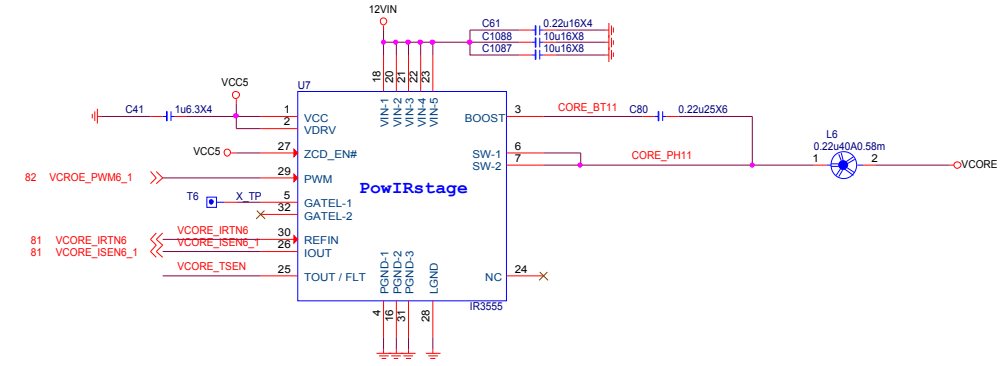 12VIN
C61 0.22u16X4
C1088 10u16X8
C1087 10u16X8
18 20 21 22 23
VCC5
U7
C41 1u6.3X4
VIN-1 VIN-2 VIN-3 VIN-4 VIN-5
1 VCC
2 VDRV
BOOST 3 CORE_BT11 C80 0.22u25X6
VCC5 27 ZCD_EN#
SW-1 6
SW-2 7 CORE_PH11
L6
0.22u40A0.58m
1 2 VCORE
82 VCROE_PWM6_1 29 PWM
PowIRstage
T6 X_TP 5 GATEL-1
32 GATEL-2
VCORE_IRTN6
81 VCORE_IRTN6 30 REFIN
VCORE_ISEN6_1
81 VCORE_ISEN6_1 26 IOUT
VCORE_TSEN 25 TOUT / FLT
PGND-1 PGND-2 PGND-3 LGND
NC 24
IR3555
4 16 31 28